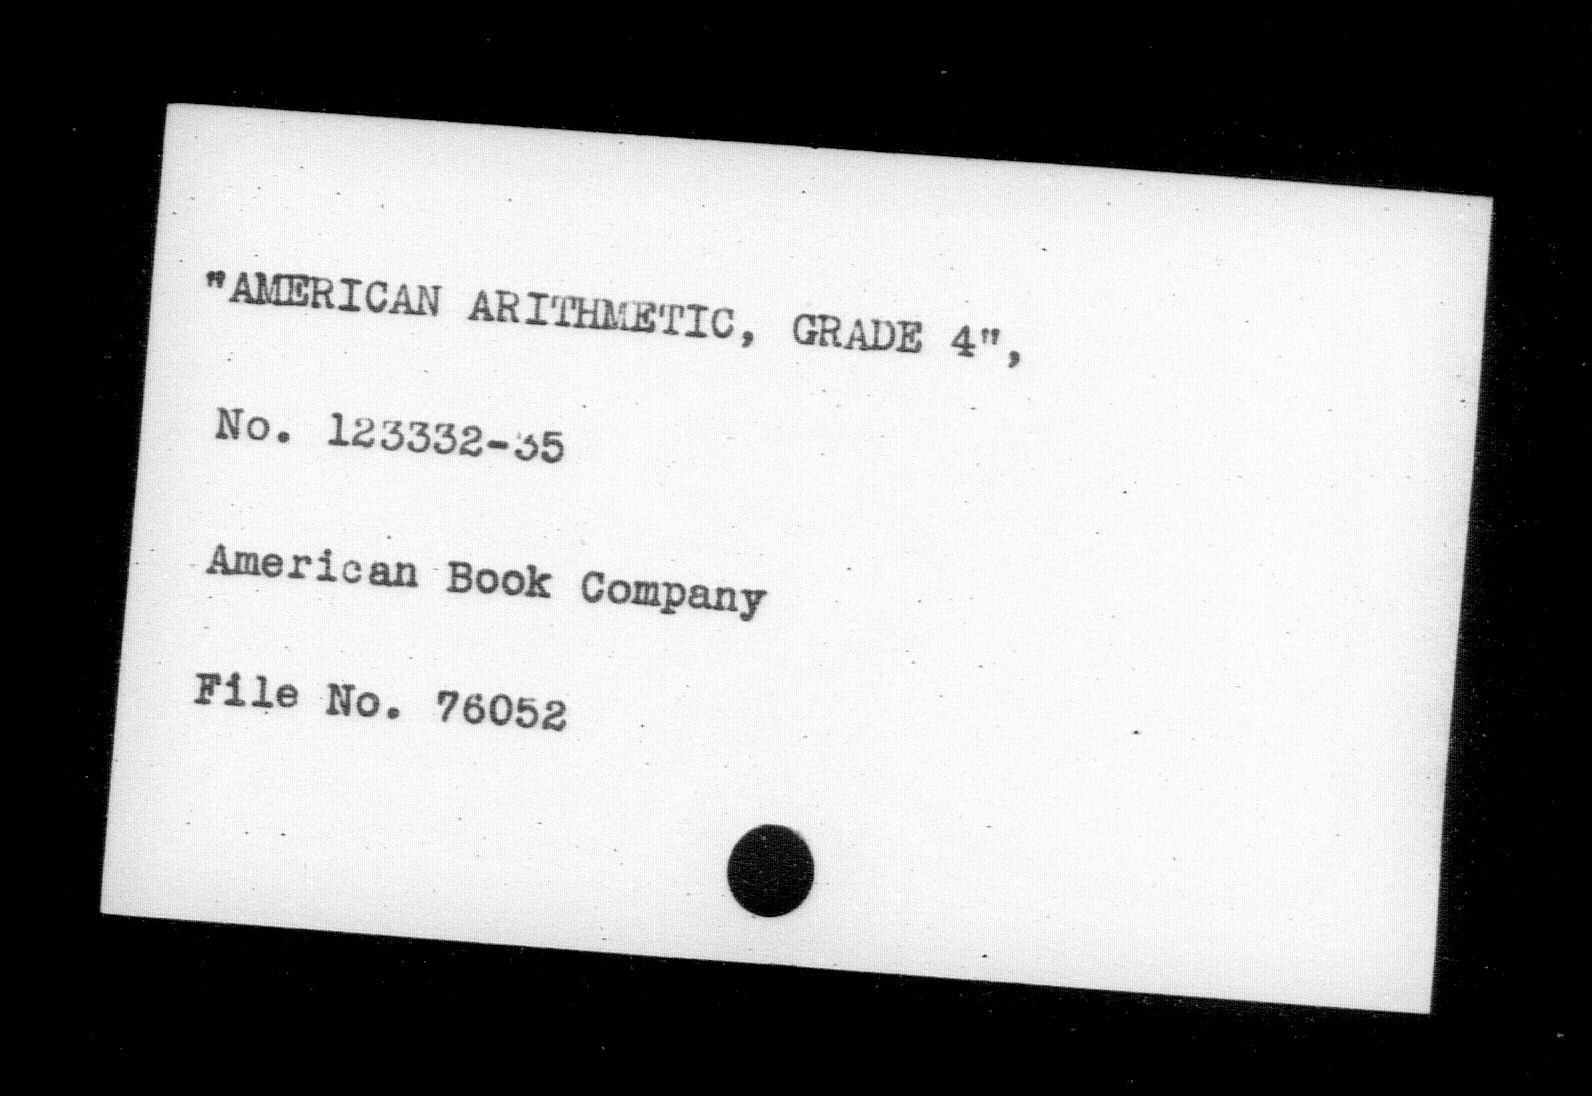 "AMERICAN ARITHMETIC, GRADE 4",
No. 123332-35
American Book Company
File No. 76052